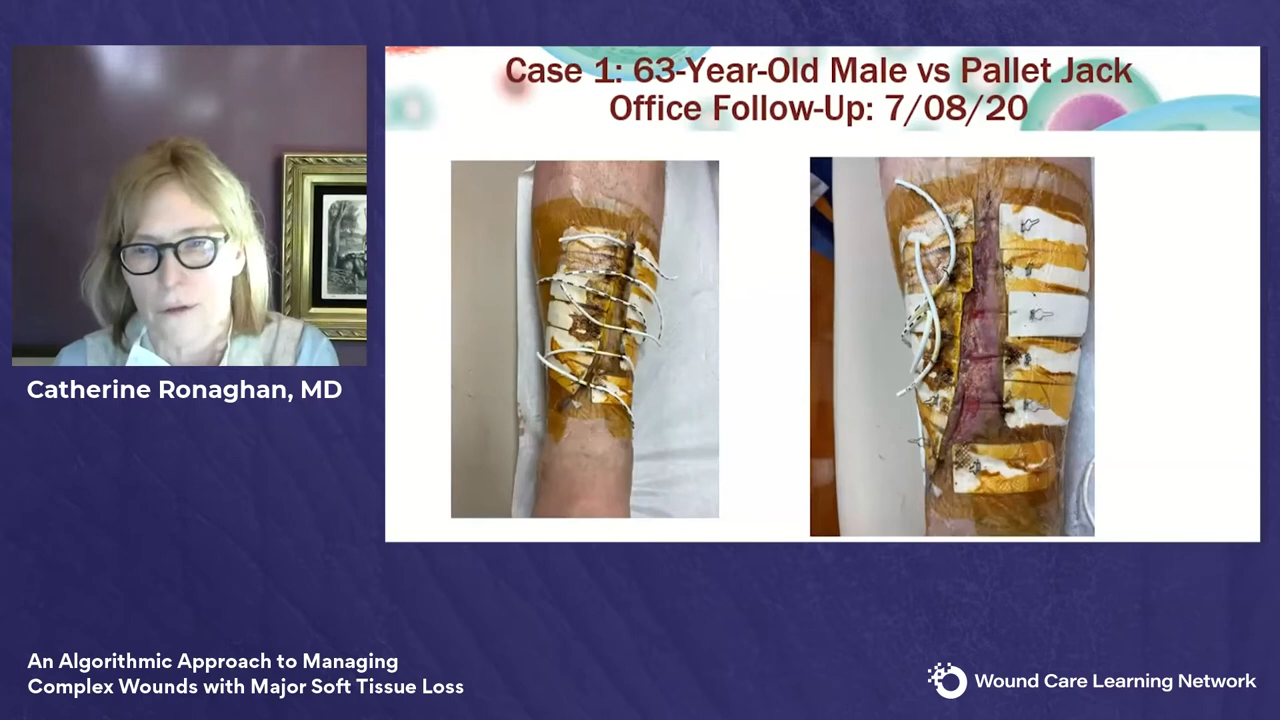 Case 1: 63-Year-Old Male vs Pallet Jack
Office Follow-Up: 7/08/20
Catherine Ronaghan, MD
An Algorithmic Approach to Managing
Complex Wounds with Major Soft Tissue Loss
Wound Care Learning Network